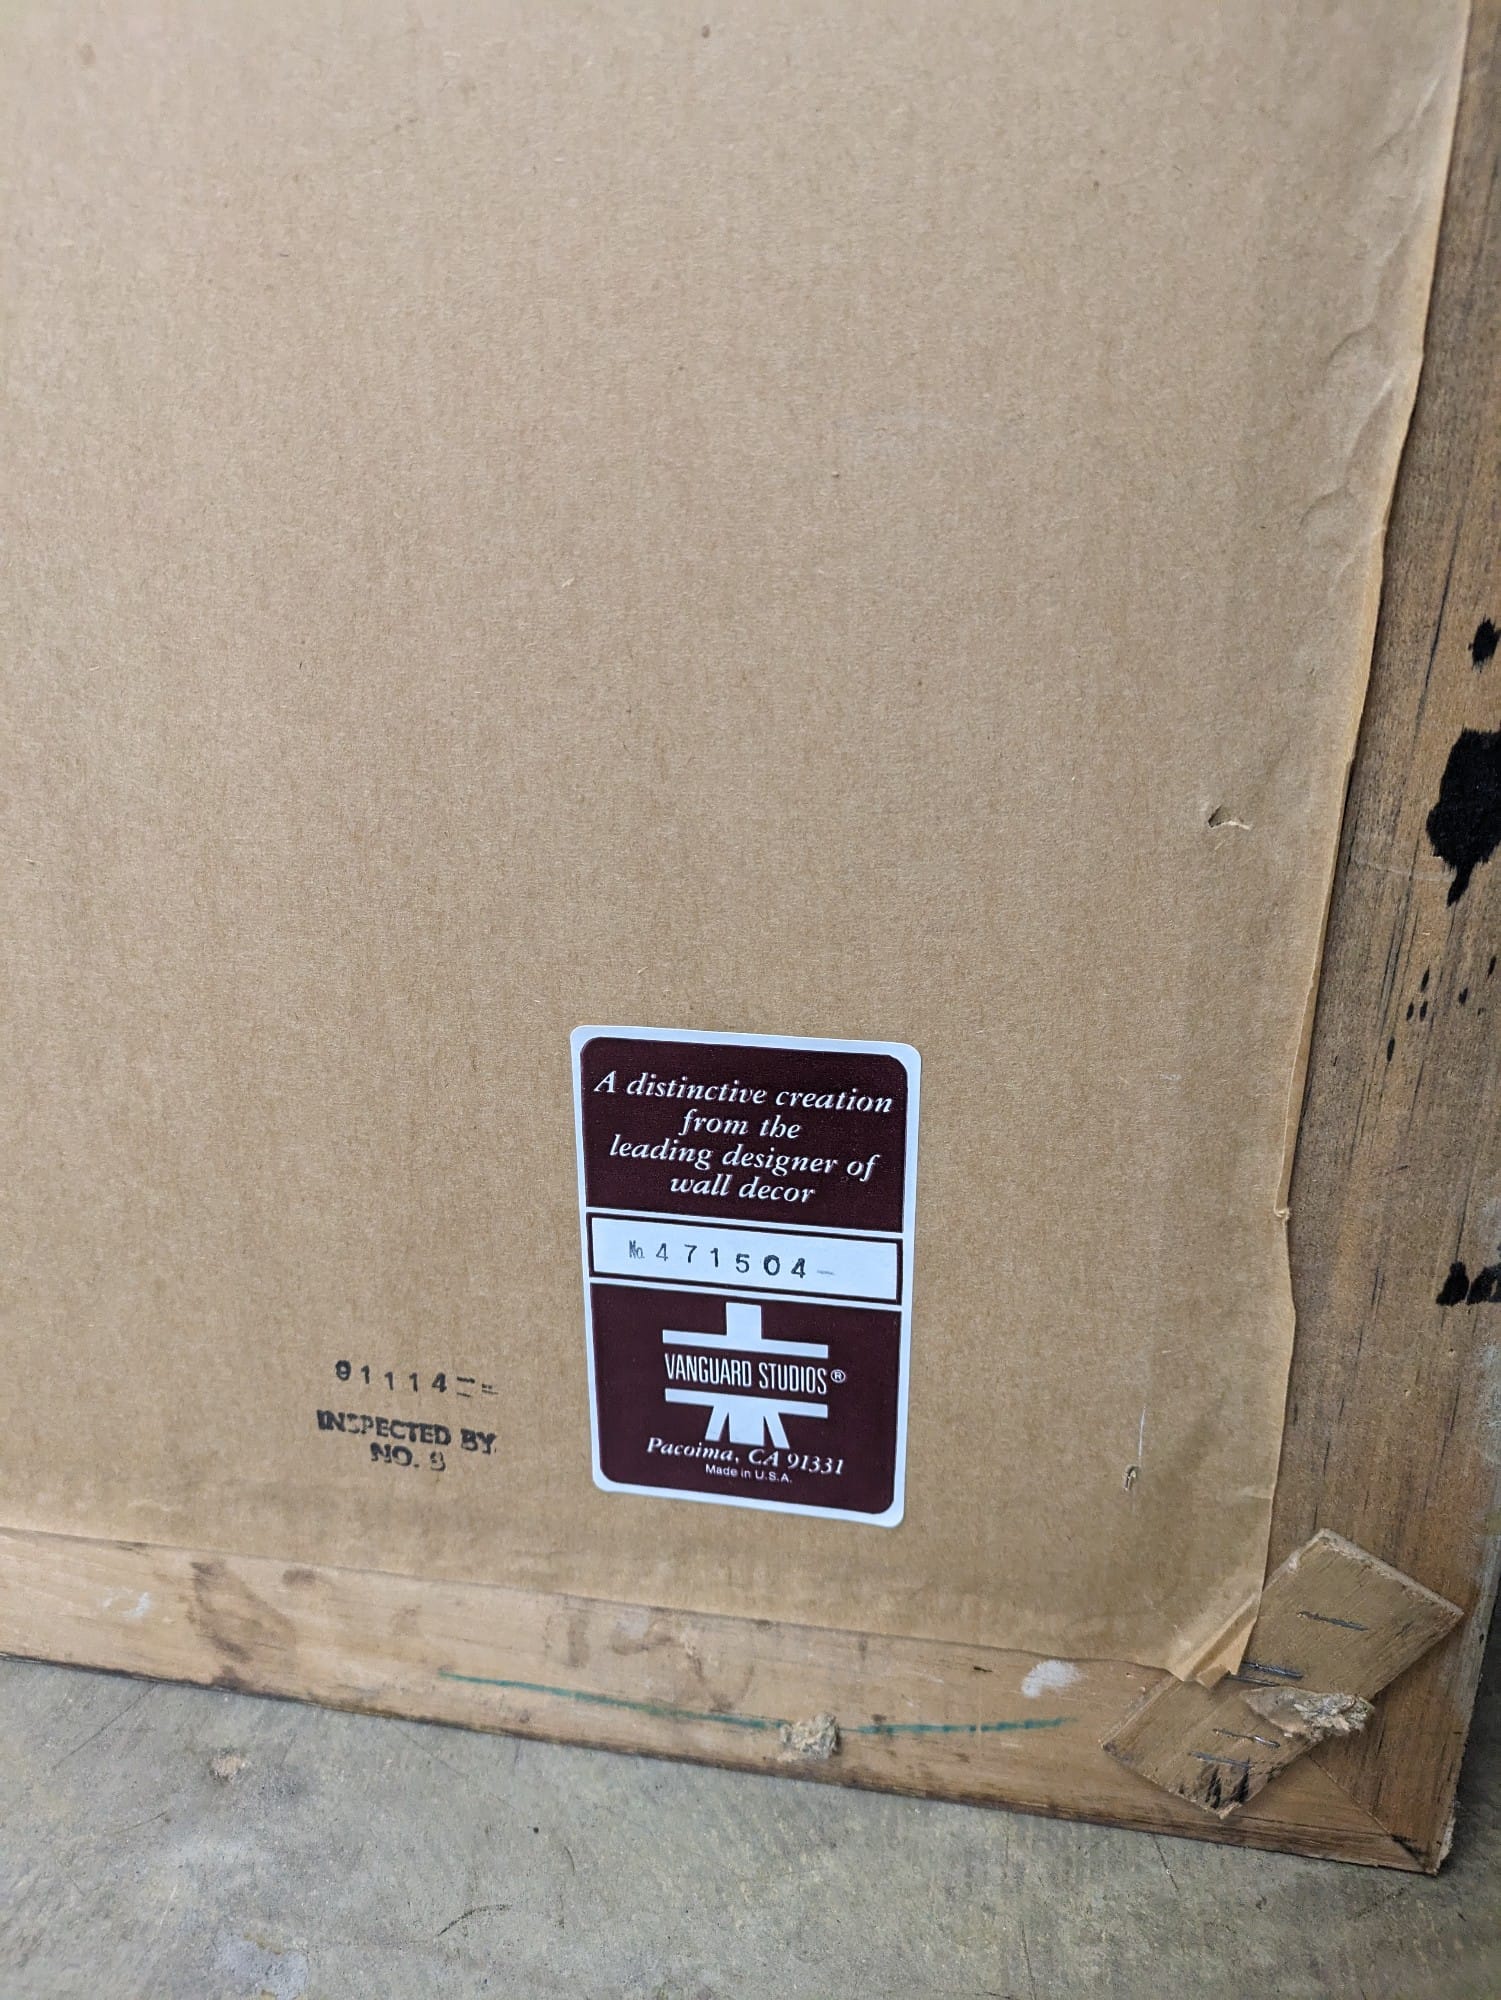 A distinctive creation
from the
leading designer of
wall decor
No. 471504
VANGUARD STUDIOS®
Pacoima, CA 91331
Made in U.S.A.
91114
INSPECTED BY
NO.